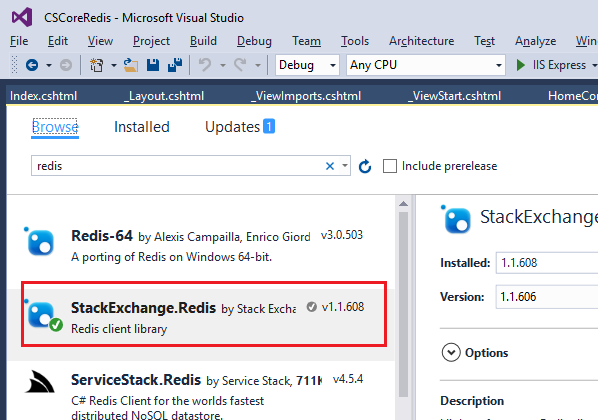 CSCoreRedis - Microsoft Visual Studio
File Edit View Project Build Debug Team Tools Architecture Test Analyze Win
Debug Any CPU IIS Express
Index.cshtml _Layout.cshtml _ViewImports.cshtml _ViewStart.cshtml HomeCon
Browse Installed Updates 1
redis Include prerelease
Redis-64 by Alexis Campailla, Enrico Giord v3.0.503
A porting of Redis on Windows 64-bit.
StackExchange.Redis by Stack Excha v1.1.608
Redis client library
ServiceStack.Redis by Service Stack, 711K v4.5.4
C# Redis Client for the worlds fastest
distributed NoSQL datastore.
StackExchange.
Installed: 1.1.608
Version: 1.1.606
Options
Description